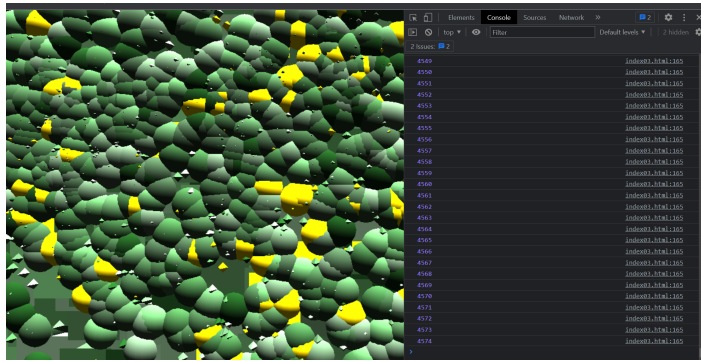 Elements Console Sources Network » 2
top ▼ Filter Default levels ▼ 2 hidden
2 Issues: 2
4549 index03.html:165
4550 index03.html:165
4551 index03.html:165
4552 index03.html:165
4553 index03.html:165
4554 index03.html:165
4555 index03.html:165
4556 index03.html:165
4557 index03.html:165
4558 index03.html:165
4559 index03.html:165
4560 index03.html:165
4561 index03.html:165
4562 index03.html:165
4563 index03.html:165
4564 index03.html:165
4565 index03.html:165
4566 index03.html:165
4567 index03.html:165
4568 index03.html:165
4569 index03.html:165
4570 index03.html:165
4571 index03.html:165
4572 index03.html:165
4573 index03.html:165
4574 index03.html:165